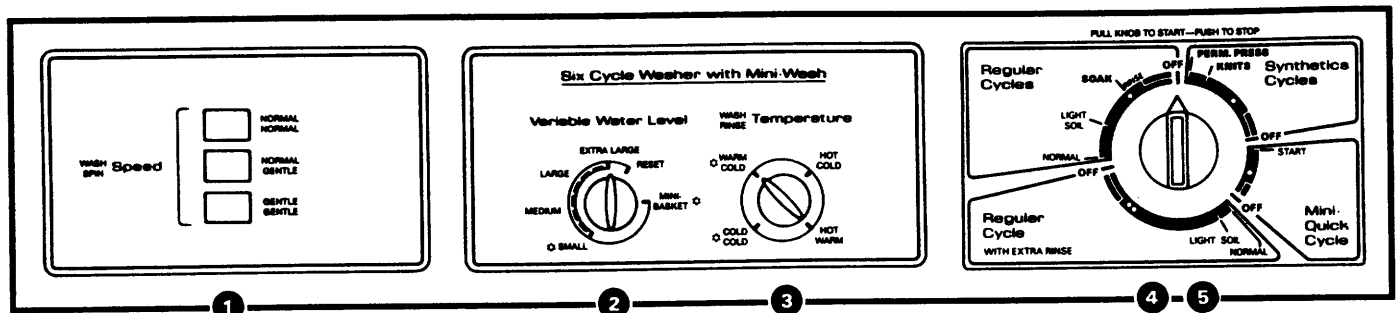 WASH
SPIN
Speed
NORMAL
NORMAL
NORMAL
GENTLE
GENTLE
GENTLE
Six Cycle Washer with Mini-Wash
Variable Water Level
EXTRA LARGE
RESET
LARGE
MINI-
BASKET
MEDIUM
SMALL
WASH
RINSE
Temperature
WARM
COLD
HOT
COLD
COLD
COLD
HOT
WARM
PULL KNOB TO START—PUSH TO STOP
Regular
Cycles
SOAK
RINSE
OFF
PERM. PRESS
KNITS
Synthetics
Cycles
LIGHT
SOIL
NORMAL
OFF
OFF
START
Regular
Cycle
WITH EXTRA RINSE
LIGHT SOIL
NORMAL
OFF
Mini-
Quick
Cycle
1
2
3
4 - 5